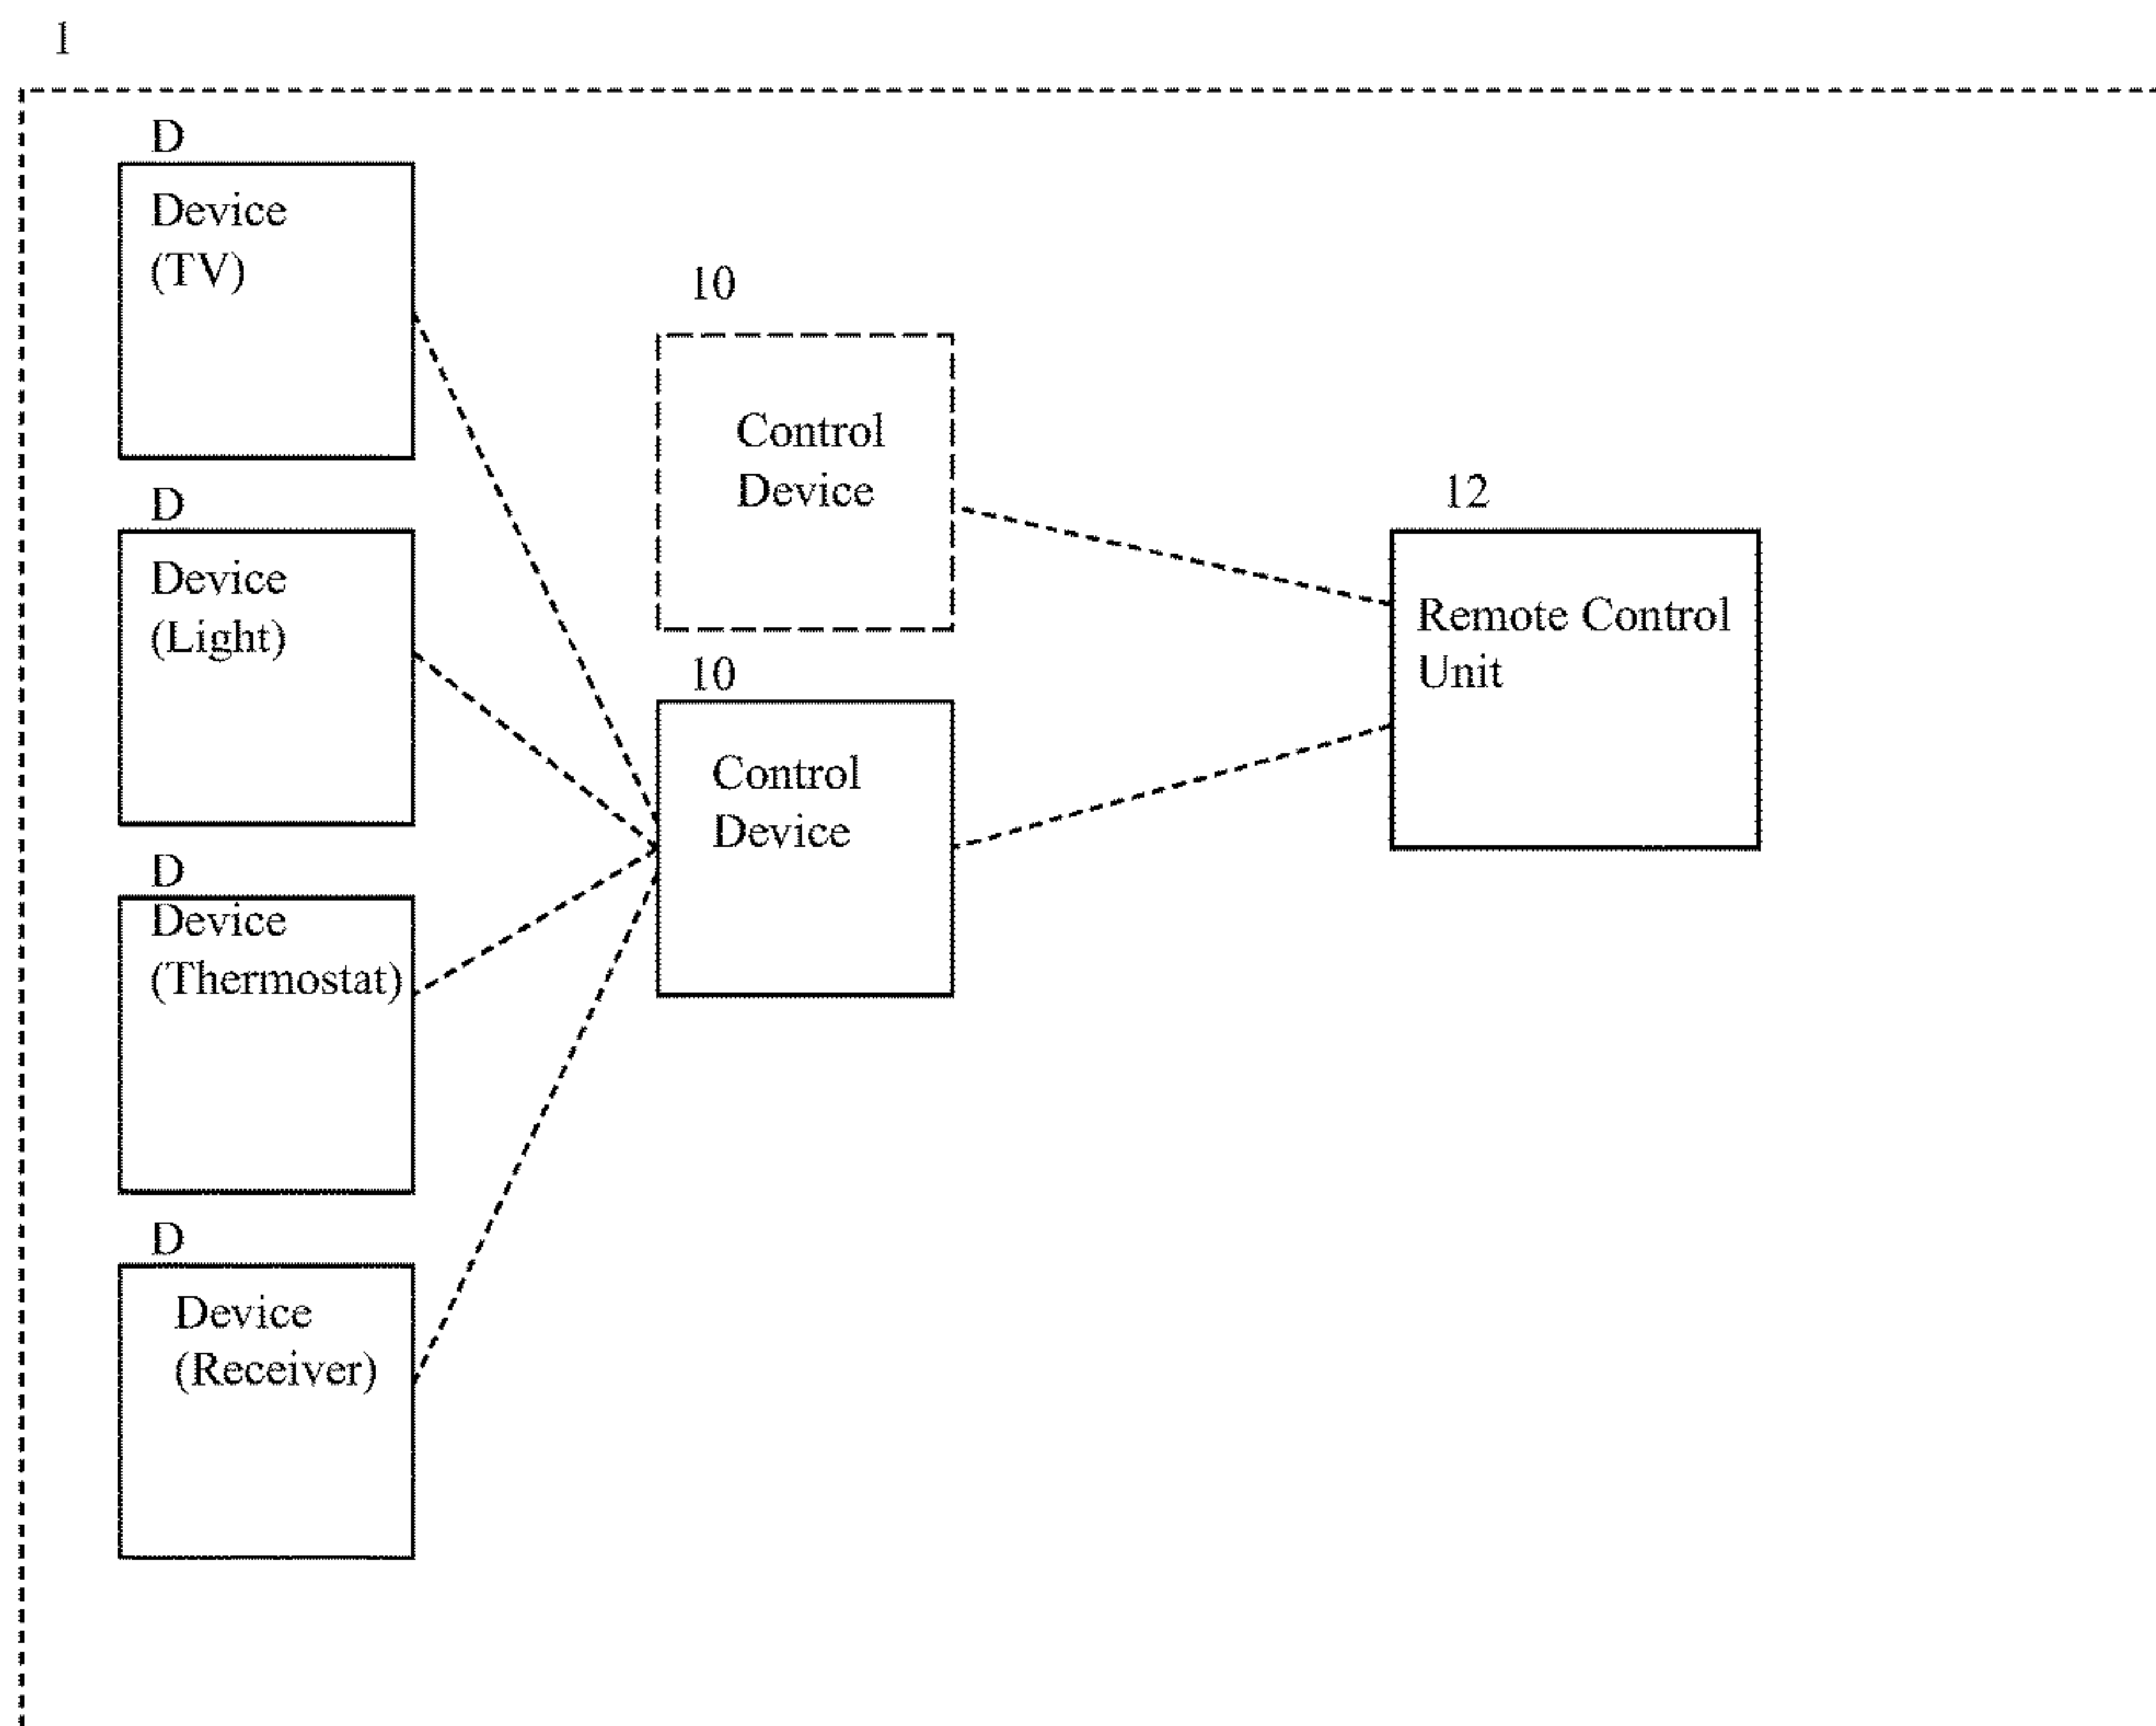 1
D
Device
(TV)
D
Device
(Light)
D
Device
(Thermostat)
D
Device
(Receiver)
10
Control
Device
10
Control
Device
12
Remote Control
Unit